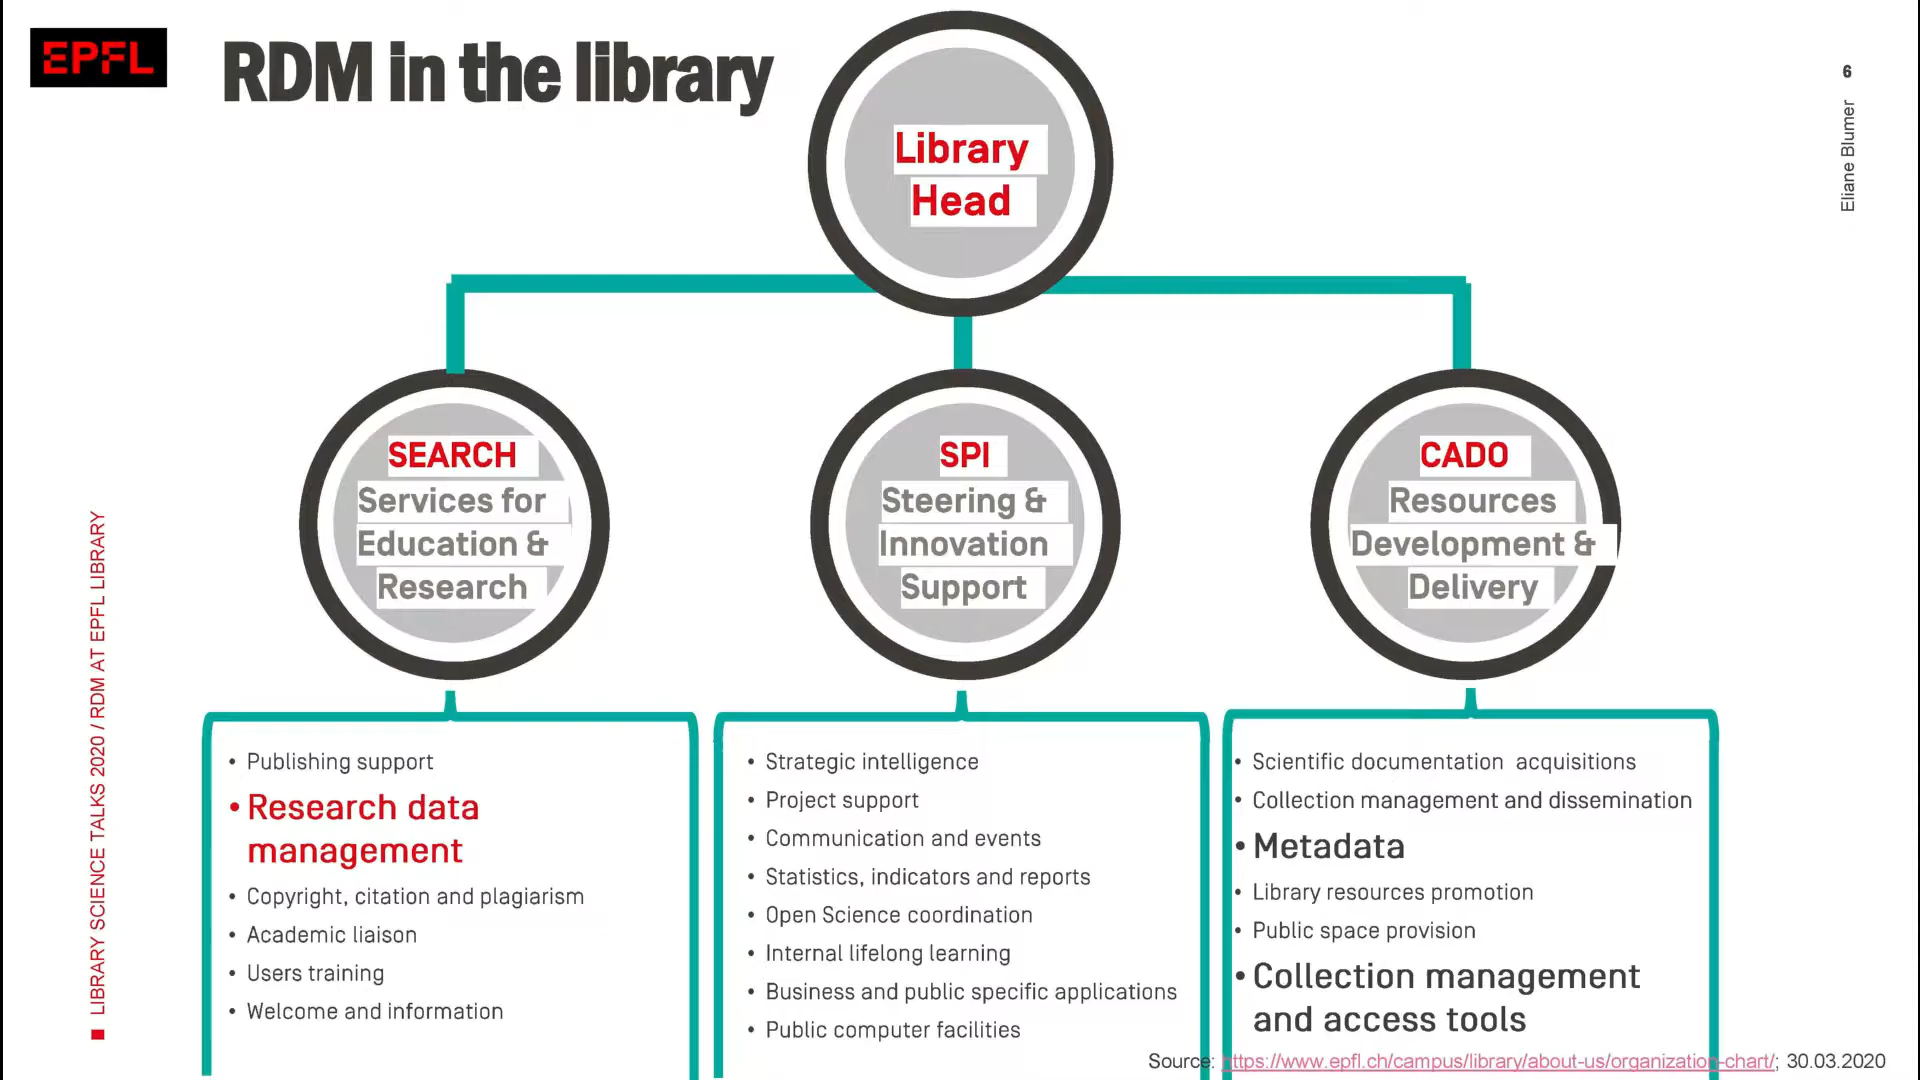 EPFL
RDM in the library
6
Eliane Blumer
Library
Head
SEARCH
Services for
Education &
Research
SPI
Steering &
Innovation
Support
CADO
Resources
Development &
Delivery
LIBRARY SCIENCE TALKS 2020 / RDM AT EPFL LIBRARY
• Publishing support
• Research data
management
• Copyright, citation and plagiarism
• Academic liaison
• Users training
• Welcome and information
• Strategic intelligence
• Project support
• Communication and events
• Statistics, indicators and reports
• Open Science coordination
• Internal lifelong learning
• Business and public specific applications
• Public computer facilities
• Scientific documentation acquisitions
• Collection management and dissemination
• Metadata
• Library resources promotion
• Public space provision
• Collection management
and access tools
Source: https://www.epfl.ch/campus/library/about-us/organization-chart/; 30.03.2020